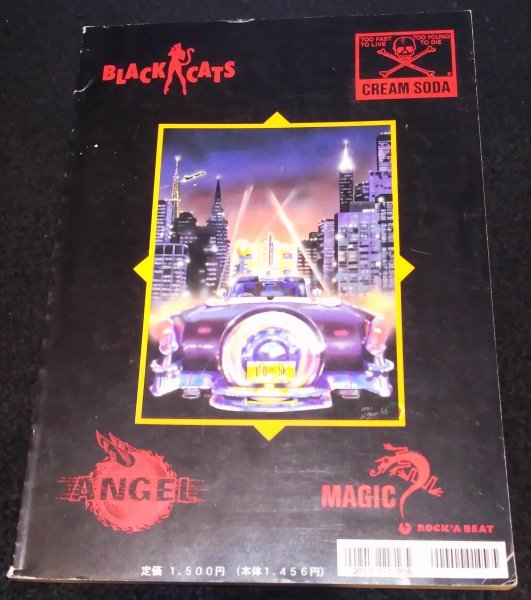 BLACK CATS
TOO FAST TO LIVE
TOO YOUNG TO DIE
CREAM SODA
ANGEL
MAGIC
ROCK'A BEAT
定価 1,500円 (本体1,456円)